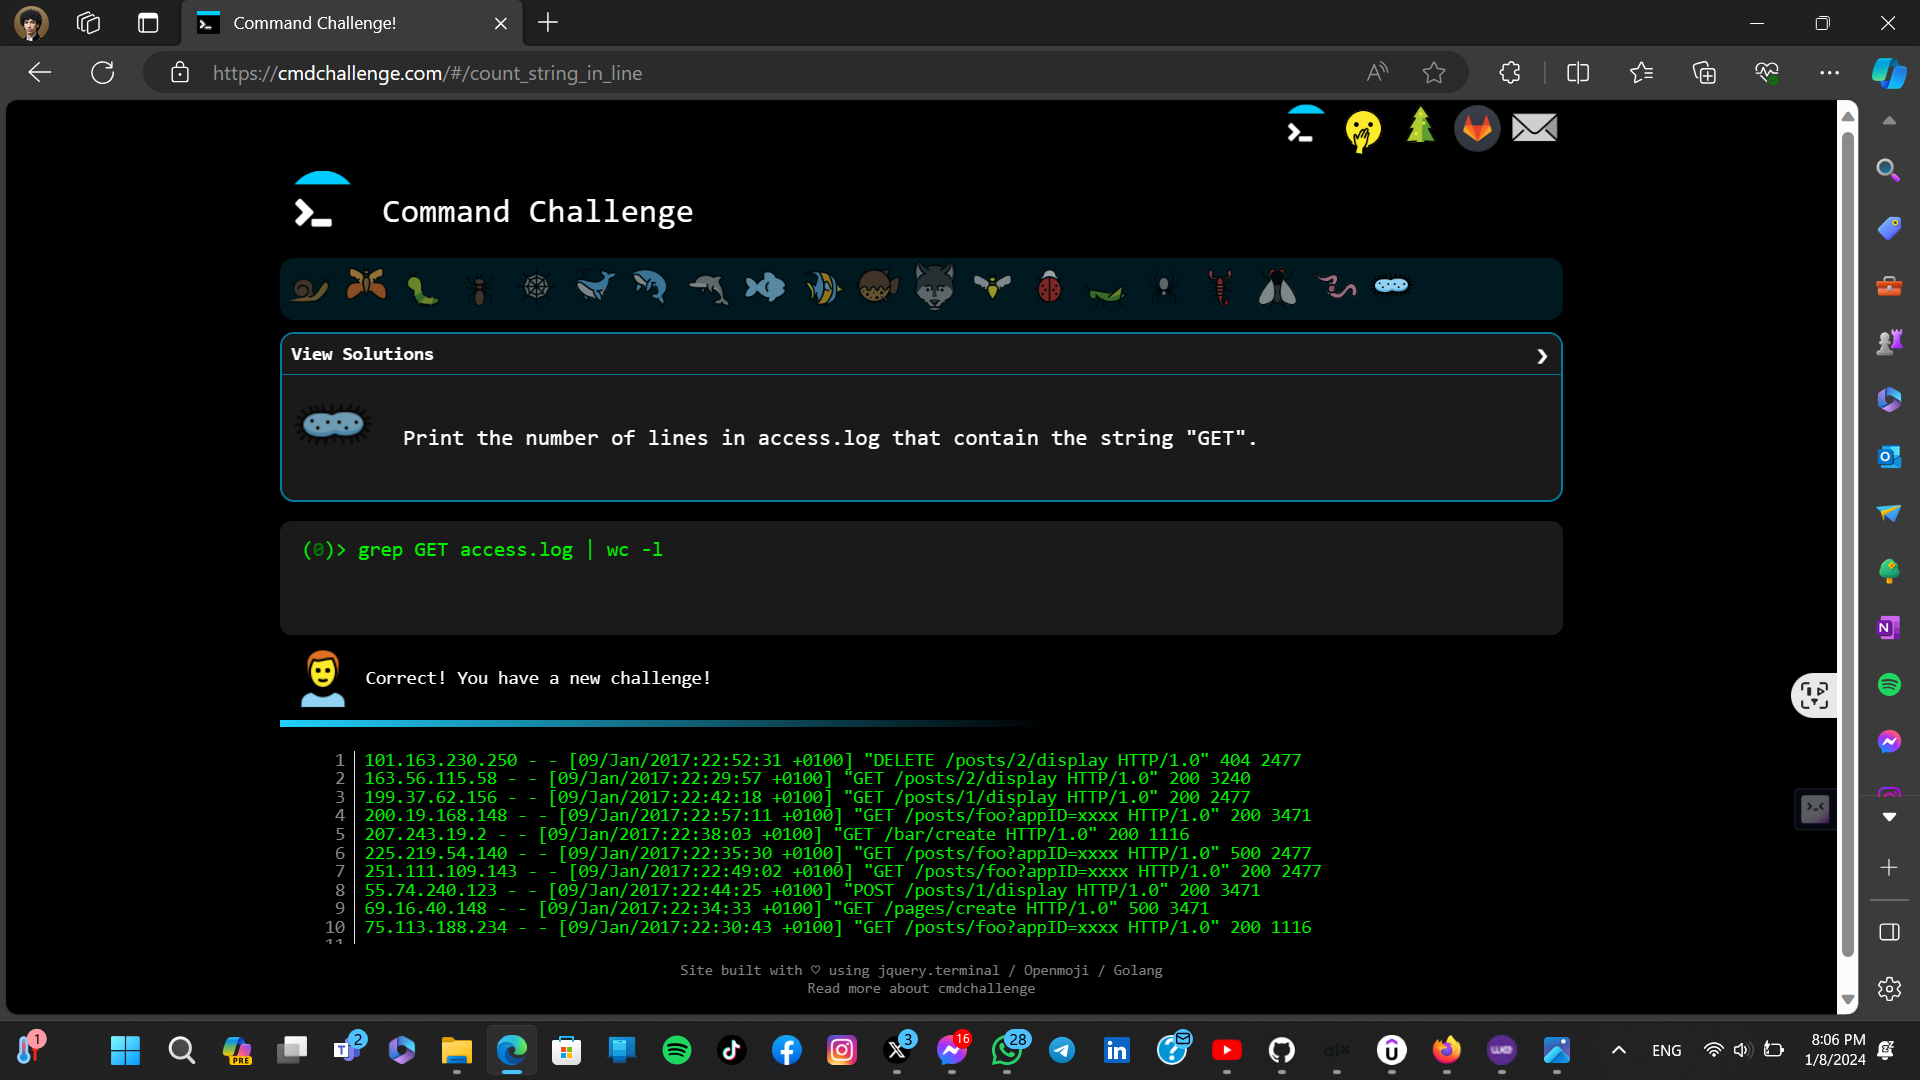 Command Challenge!
https://cmdchallenge.com/#/count_string_in_line
Command Challenge
View Solutions
Print the number of lines in access.log that contain the string "GET".
(0)> grep GET access.log | wc -l
Correct! You have a new challenge!
1 101.163.230.250 - - [09/Jan/2017:22:52:31 +0100] "DELETE /posts/2/display HTTP/1.0" 404 2477
2 163.56.115.58 - - [09/Jan/2017:22:29:57 +0100] "GET /posts/2/display HTTP/1.0" 200 3240
3 199.37.62.156 - - [09/Jan/2017:22:42:18 +0100] "GET /posts/1/display HTTP/1.0" 200 2477
4 200.19.168.148 - - [09/Jan/2017:22:57:11 +0100] "GET /posts/foo?appID=xxxx HTTP/1.0" 200 3471
5 207.243.19.2 - - [09/Jan/2017:22:38:03 +0100] "GET /bar/create HTTP/1.0" 200 1116
6 225.219.54.140 - - [09/Jan/2017:22:35:30 +0100] "GET /posts/foo?appID=xxxx HTTP/1.0" 500 2477
7 251.111.109.143 - - [09/Jan/2017:22:49:02 +0100] "GET /posts/foo?appID=xxxx HTTP/1.0" 200 2477
8 55.74.240.123 - - [09/Jan/2017:22:44:25 +0100] "POST /posts/1/display HTTP/1.0" 200 3471
9 69.16.40.148 - - [09/Jan/2017:22:34:33 +0100] "GET /pages/create HTTP/1.0" 500 3471
10 75.113.188.234 - - [09/Jan/2017:22:30:43 +0100] "GET /posts/foo?appID=xxxx HTTP/1.0" 200 1116
Site built with ♡ using jquery.terminal / Openmoji / Golang
Read more about cmdchallenge
1
PRE
2
3
16
28
ENG
8:06 PM
1/8/2024